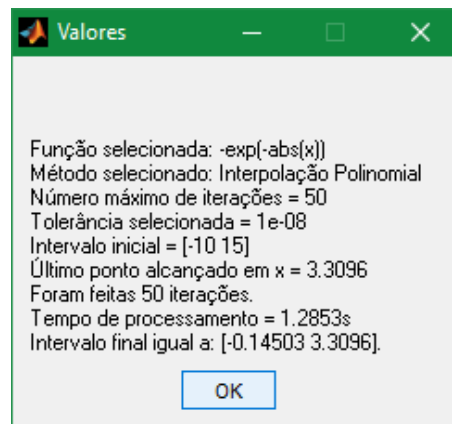 Valores
Função selecionada: -exp(-abs(x))
Método selecionado: Interpolação Polinomial
Número máximo de iterações = 50
Tolerância selecionada = 1e-08
Intervalo inicial = [-10 15]
Último ponto alcançado em x = 3.3096
Foram feitas 50 iterações.
Tempo de processamento = 1.2853s
Intervalo final igual a: [-0.14503 3.3096].
OK